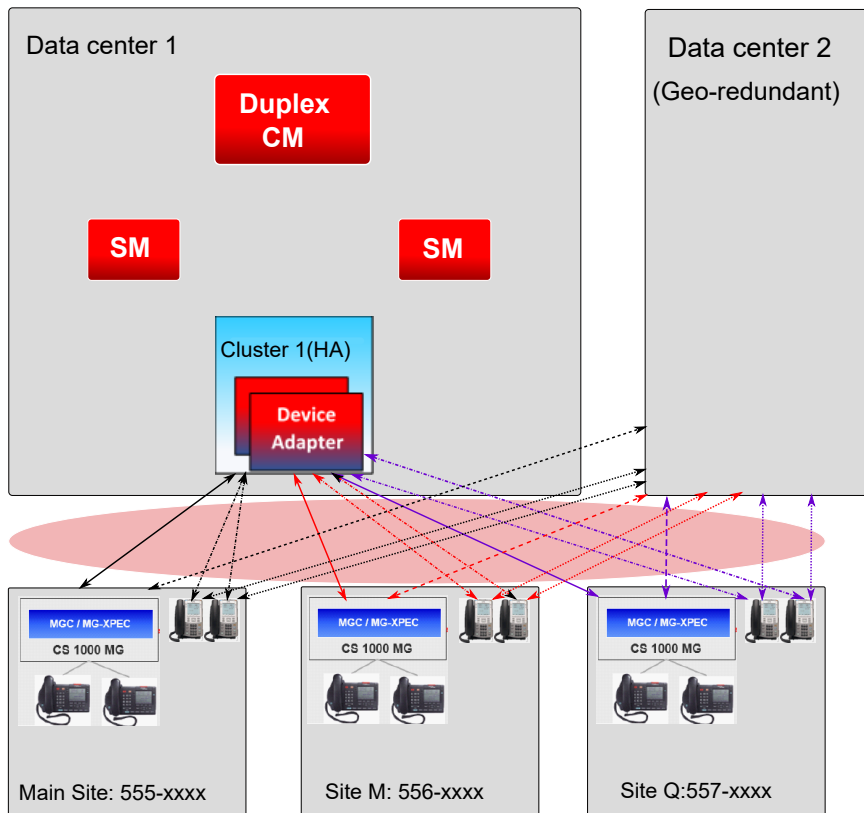 Data center 1
Data center 2
(Geo-redundant)
Duplex
CM
SM
SM
Cluster 1(HA)
Device
Adapter
MGC / MG-XPEC
CS 1000 MG
MGC / MG-XPEC
CS 1000 MG
MGC / MG-XPEC
CS 1000 MG
Main Site: 555-xxxx
Site M: 556-xxxx
Site Q:557-xxxx